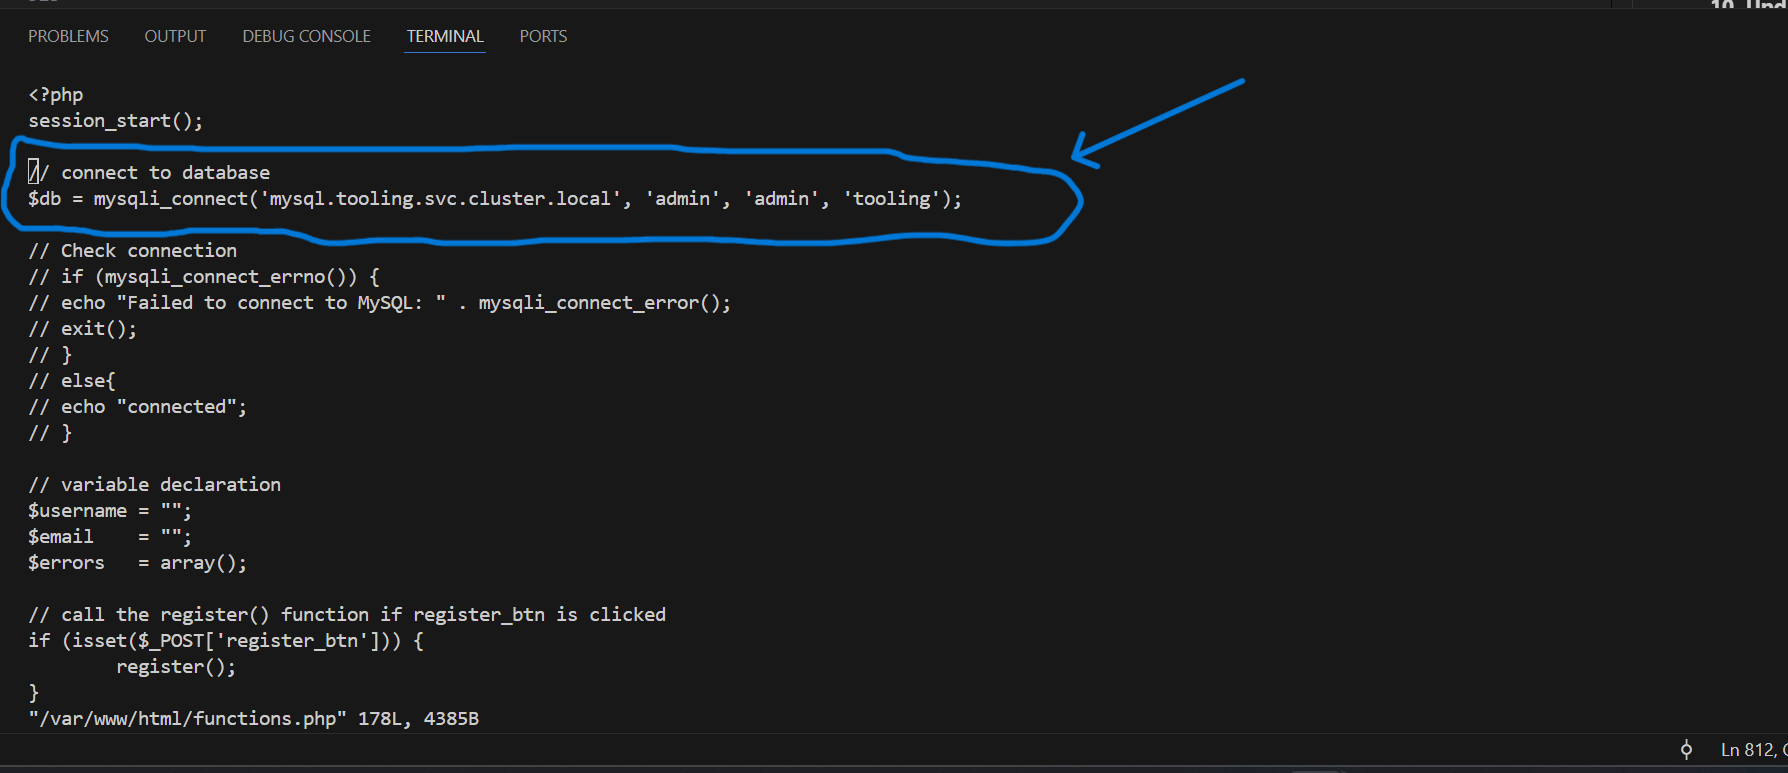 PROBLEMS OUTPUT DEBUG CONSOLE TERMINAL PORTS
<?php
session_start();
// connect to database
$db = mysqli_connect('mysql.tooling.svc.cluster.local', 'admin', 'admin', 'tooling');
// Check connection
// if (mysqli_connect_errno()) {
// echo "Failed to connect to MySQL: " . mysqli_connect_error();
// exit();
// }
// else{
// echo "connected";
// }
// variable declaration
$username = "";
$email    = "";
$errors   = array();
// call the register() function if register_btn is clicked
if (isset($_POST['register_btn'])) {
        register();
}
"/var/www/html/functions.php" 178L, 4385B
Ln 812,